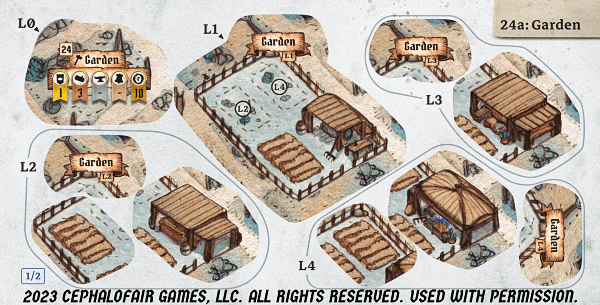 L0
24
Garden
1
3
10
L1
Garden
L1
L4
L2
Garden
L3
L3
24a: Garden
L2
Garden
L2
L4
Garden
L4
1/2
2023 CEPHALOFAIR GAMES, LLC. ALL RIGHTS RESERVED. USED WITH PERMISSION.